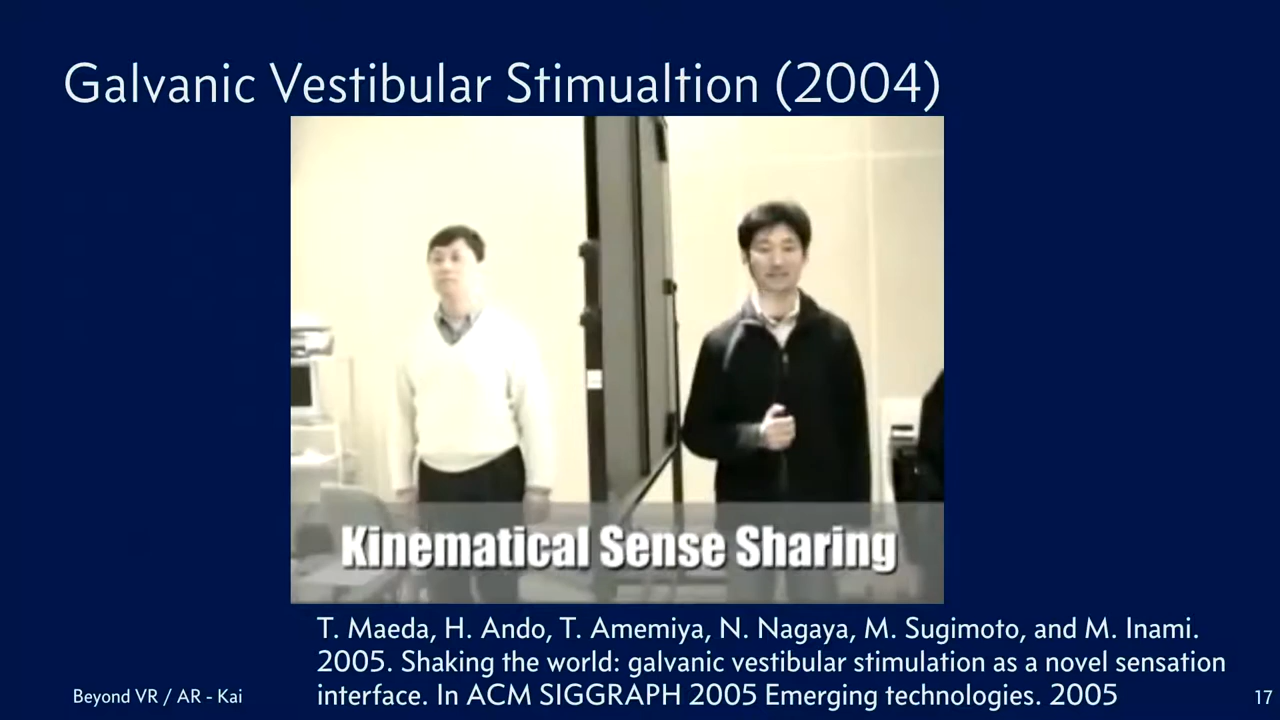 Galvanic Vestibular Stimualtion (2004)
Kinematical Sense Sharing
T. Maeda, H. Ando, T. Amemiya, N. Nagaya, M. Sugimoto, and M. Inami.
2005. Shaking the world: galvanic vestibular stimulation as a novel sensation
interface. In ACM SIGGRAPH 2005 Emerging technologies. 2005
Beyond VR / AR - Kai
17